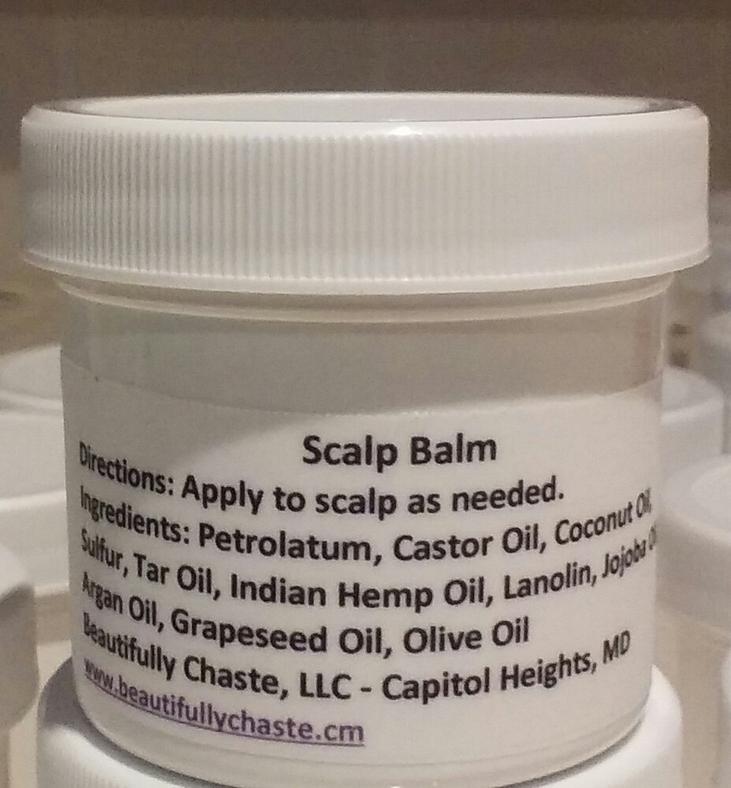 Scalp Balm
Directions: Apply to scalp as needed.
Ingredients: Petrolatum, Castor Oil, Coconut Oil,
Sulfur, Tar Oil, Indian Hemp Oil, Lanolin, Jojoba
Argan Oil, Grapeseed Oil, Olive Oil
Beautifully Chaste, LLC - Capitol Heights, MD
www.beautifullychaste.cm